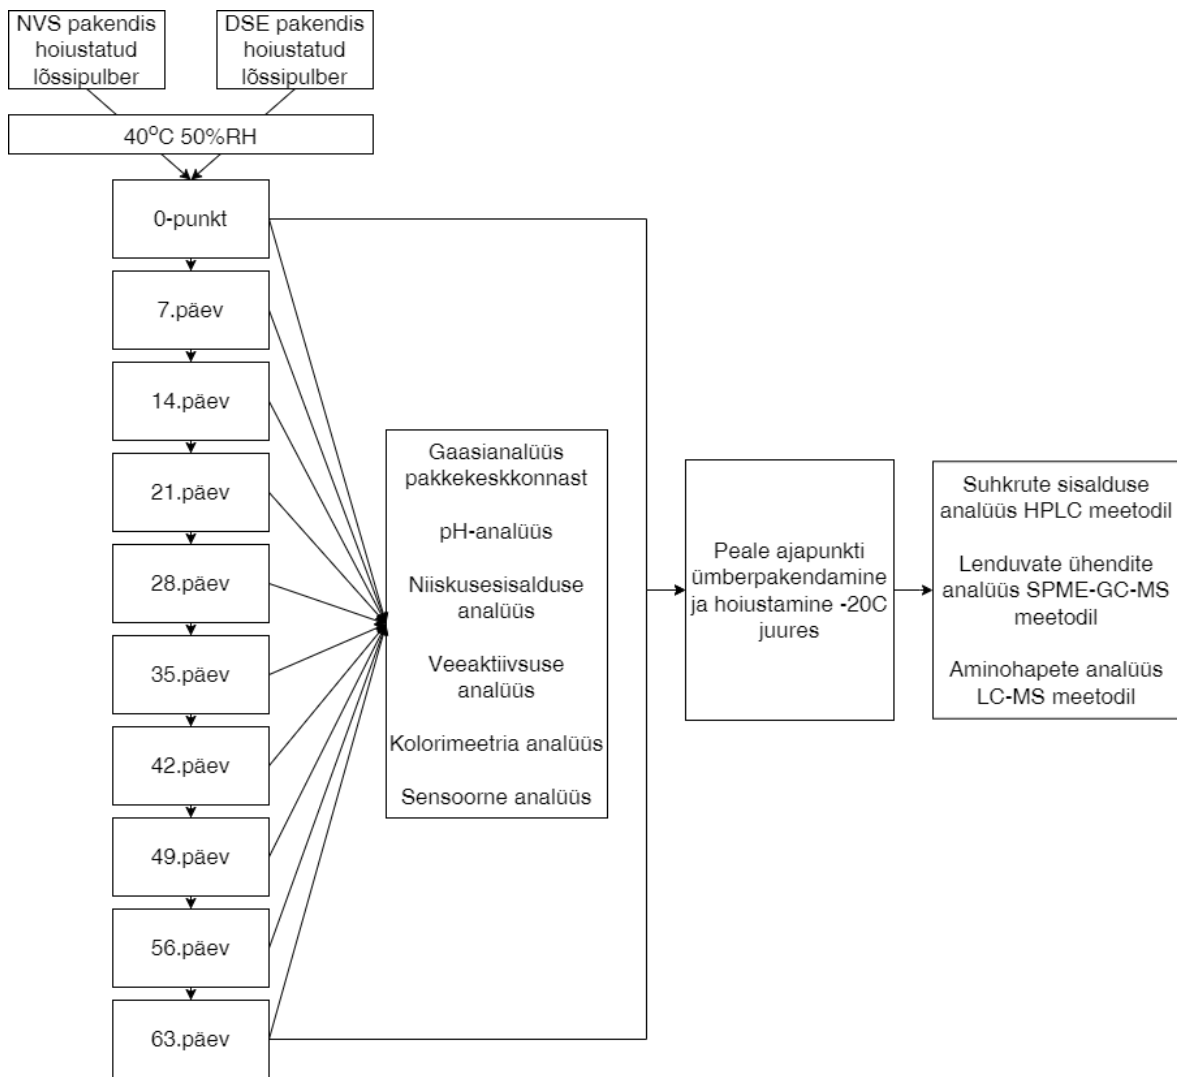 NVS pakendis
hoiustatud
lõssipulber
DSE pakendis
hoiustatud
lõssipulber
40°C 50%RH
0-punkt
7.päev
14.päev
21.päev
28.päev
35.päev
42.päev
49.päev
56.päev
63.päev
Gaasianalüüs
pakkekeskkonnast
pH-analüüs
Niiskusesisalduse
analüüs
Veeaktiivsuse
analüüs
Kolorimeetria analüüs
Sensoorne analüüs
Peale ajapunkti
ümberpakendamine
ja hoiustamine -20C
juures
Suhkrute sisalduse
analüüs HPLC meetodil
Lenduvate ühendite
analüüs SPME-GC-MS
meetodil
Aminohapete analüüs
LC-MS meetodil